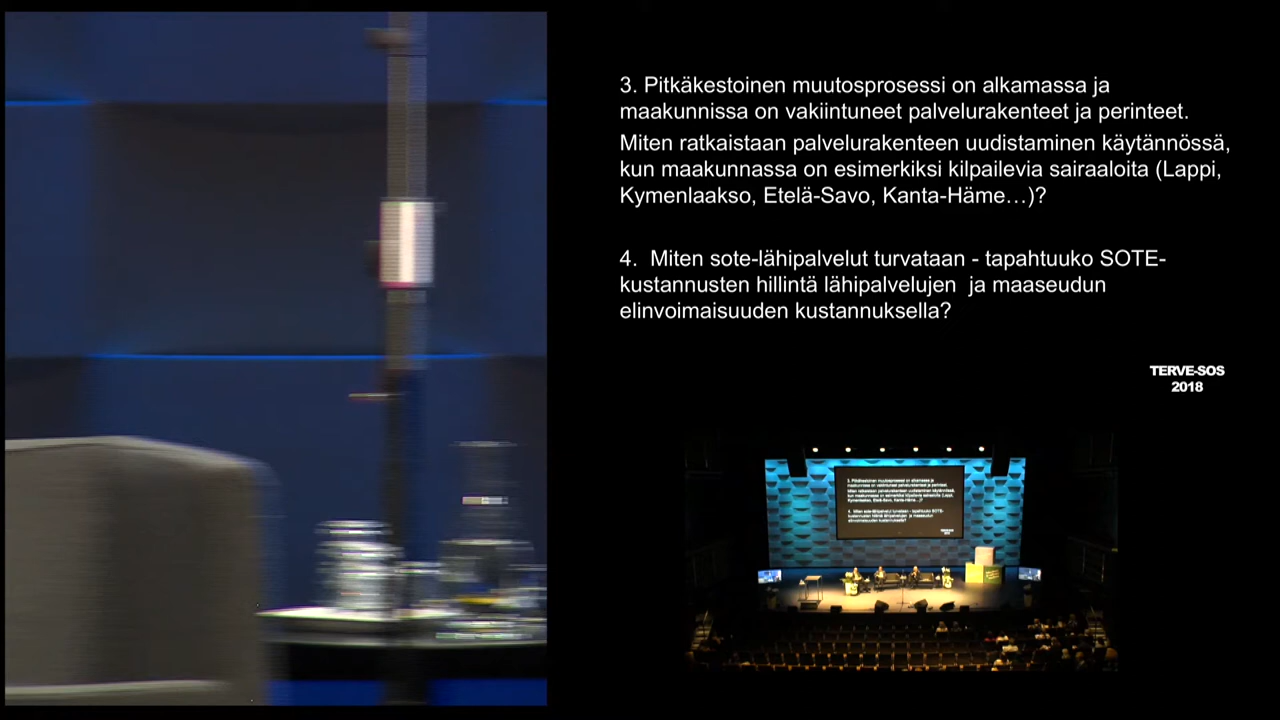 3. Pitkäkestoinen muutosprosessi on alkamassa ja
maakunnissa on vakiintuneet palvelurakenteet ja perinteet.
Miten ratkaistaan palvelurakenteen uudistaminen käytännössä,
kun maakunnassa on esimerkiksi kilpailevia sairaaloita (Lappi,
Kymenlaakso, Etelä-Savo, Kanta-Häme…)?
4.  Miten sote-lähipalvelut turvataan - tapahtuuko SOTE-
kustannusten hillintä lähipalvelujen  ja maaseudun
elinvoimaisuuden kustannuksella?
TERVE-SOS
2018